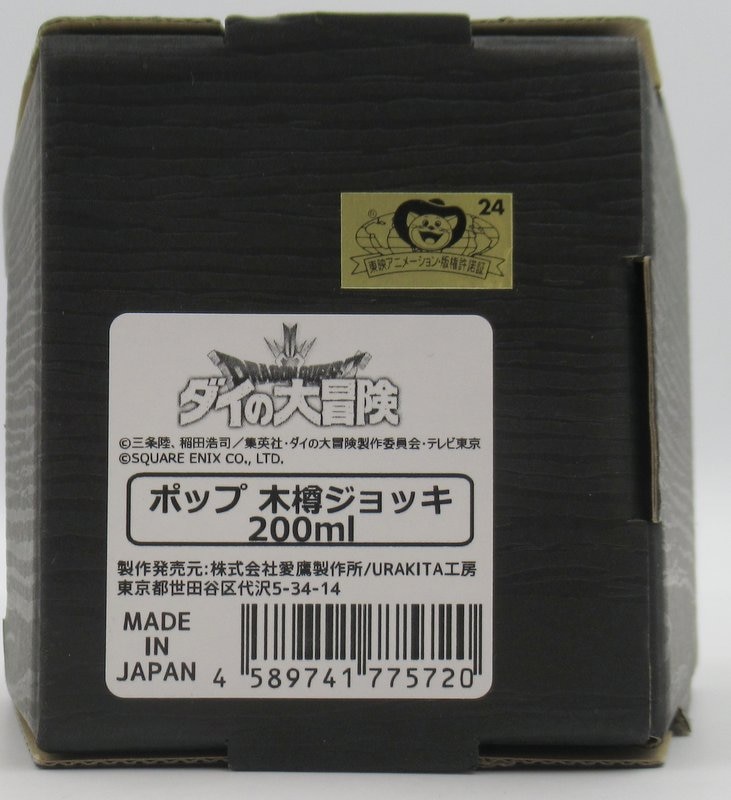 24
©
東映アニメーション・版権許諾証
DRAGON QUEST
ダイの大冒険
©三条陸、稲田浩司／集英社・ダイの大冒険製作委員会・テレビ東京
©SQUARE ENIX CO., LTD.
ポップ 木樽ジョッキ
200ml
製作発売元:株式会社愛鷹製作所/URAKITA工房
東京都世田谷区代沢5-34-14
MADE
IN
JAPAN
4 589741 775720